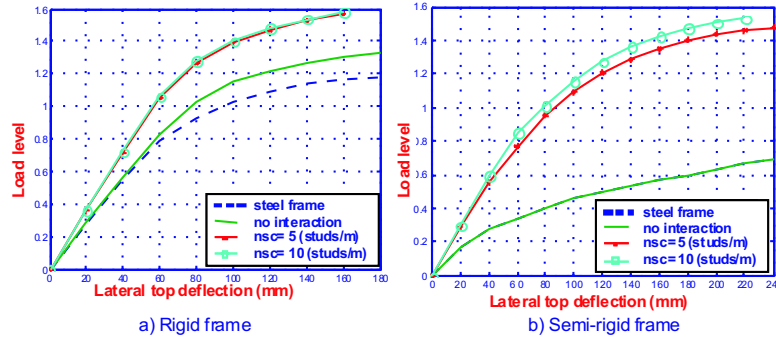 1.6
1.4
1.2
1
0.8
0.6
0.4
0.2
0
Load level
0 20 40 60 80 100 120 140 160 180
Lateral top deflection (mm)
steel frame
no interaction
nsc= 5 (studs/m)
nsc= 10 (studs/m)
a) Rigid frame
1.6
1.4
1.2
1
0.8
0.6
0.4
0.2
0
Load level
0 20 40 60 80 100 120 140 160 180 200 220 24
Lateral top deflection (mm)
steel frame
no interaction
nsc= 5 (studs/m)
nsc= 10 (studs/m)
b) Semi-rigid frame